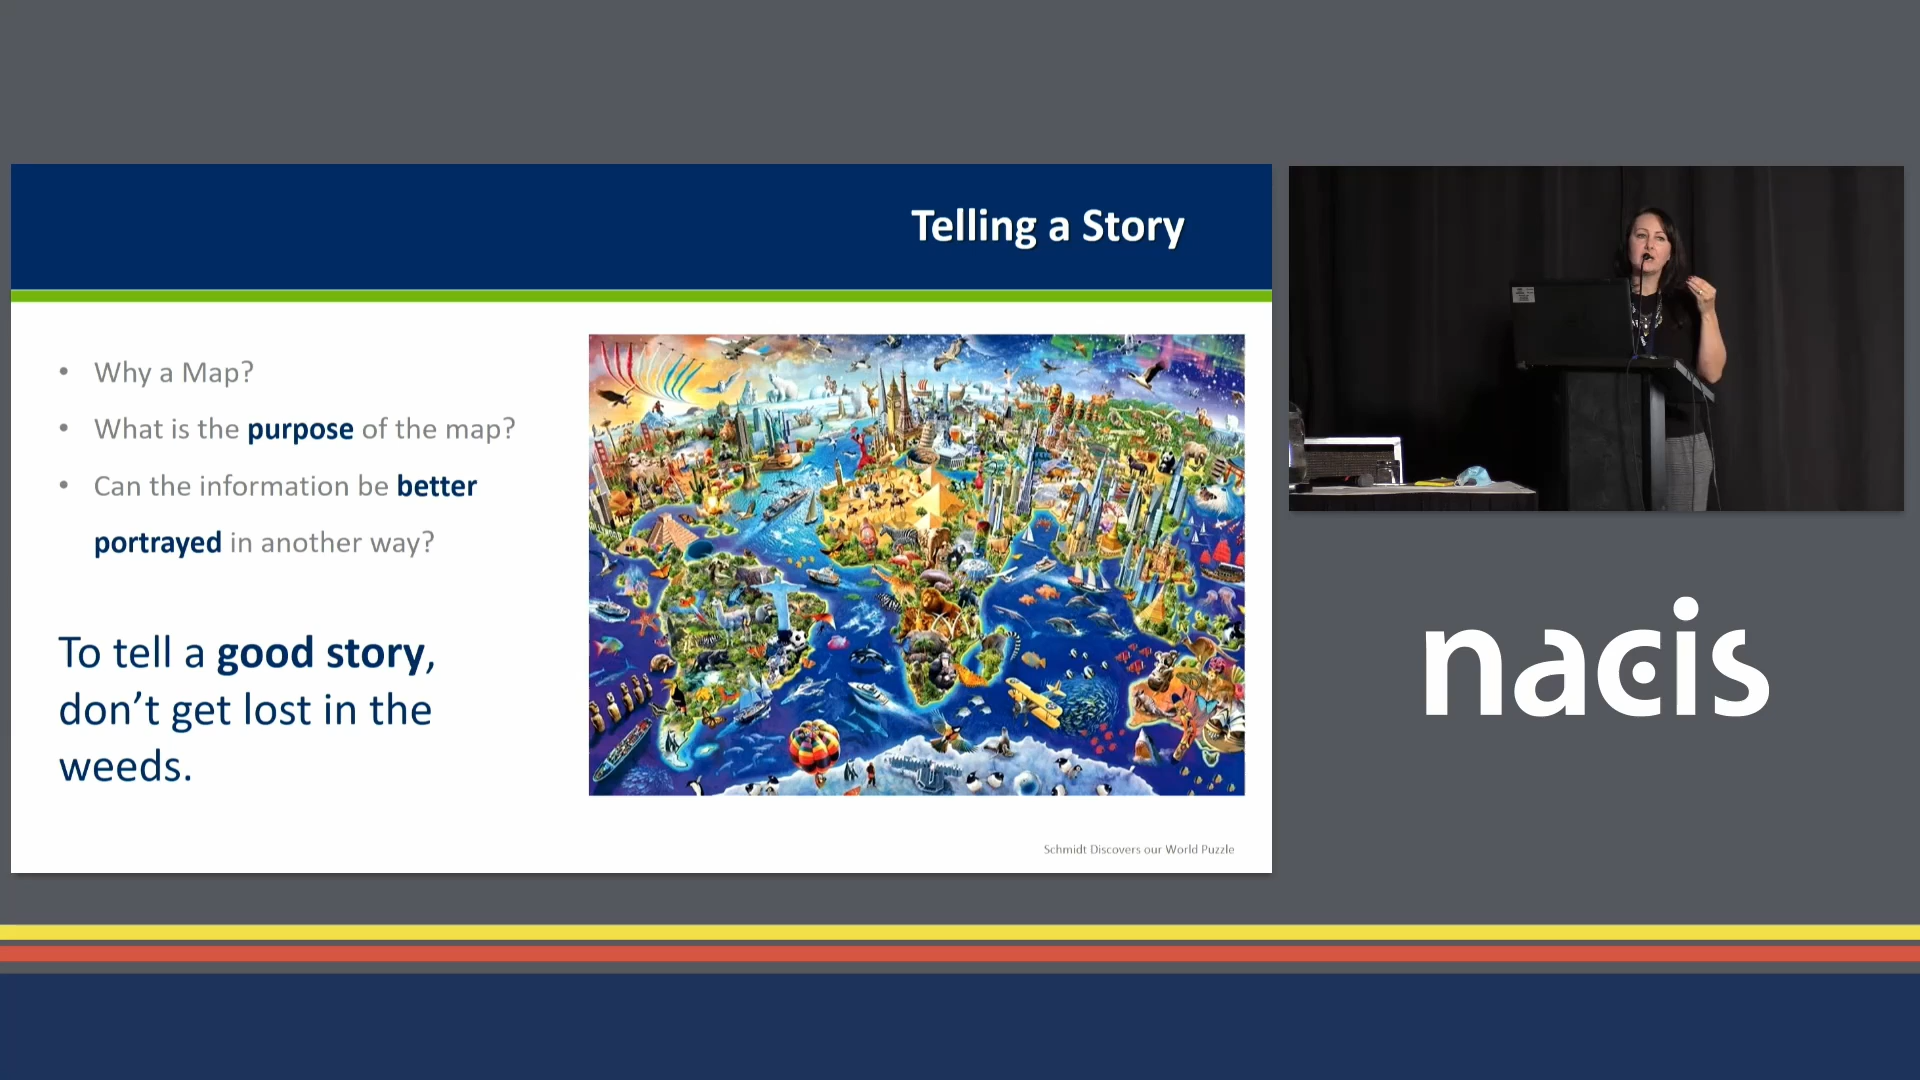 Telling a Story
• Why a Map?
• What is the purpose of the map?
• Can the information be better
portrayed in another way?
To tell a good story,
don’t get lost in the
weeds.
Schmidt Discovers our World Puzzle
nacis